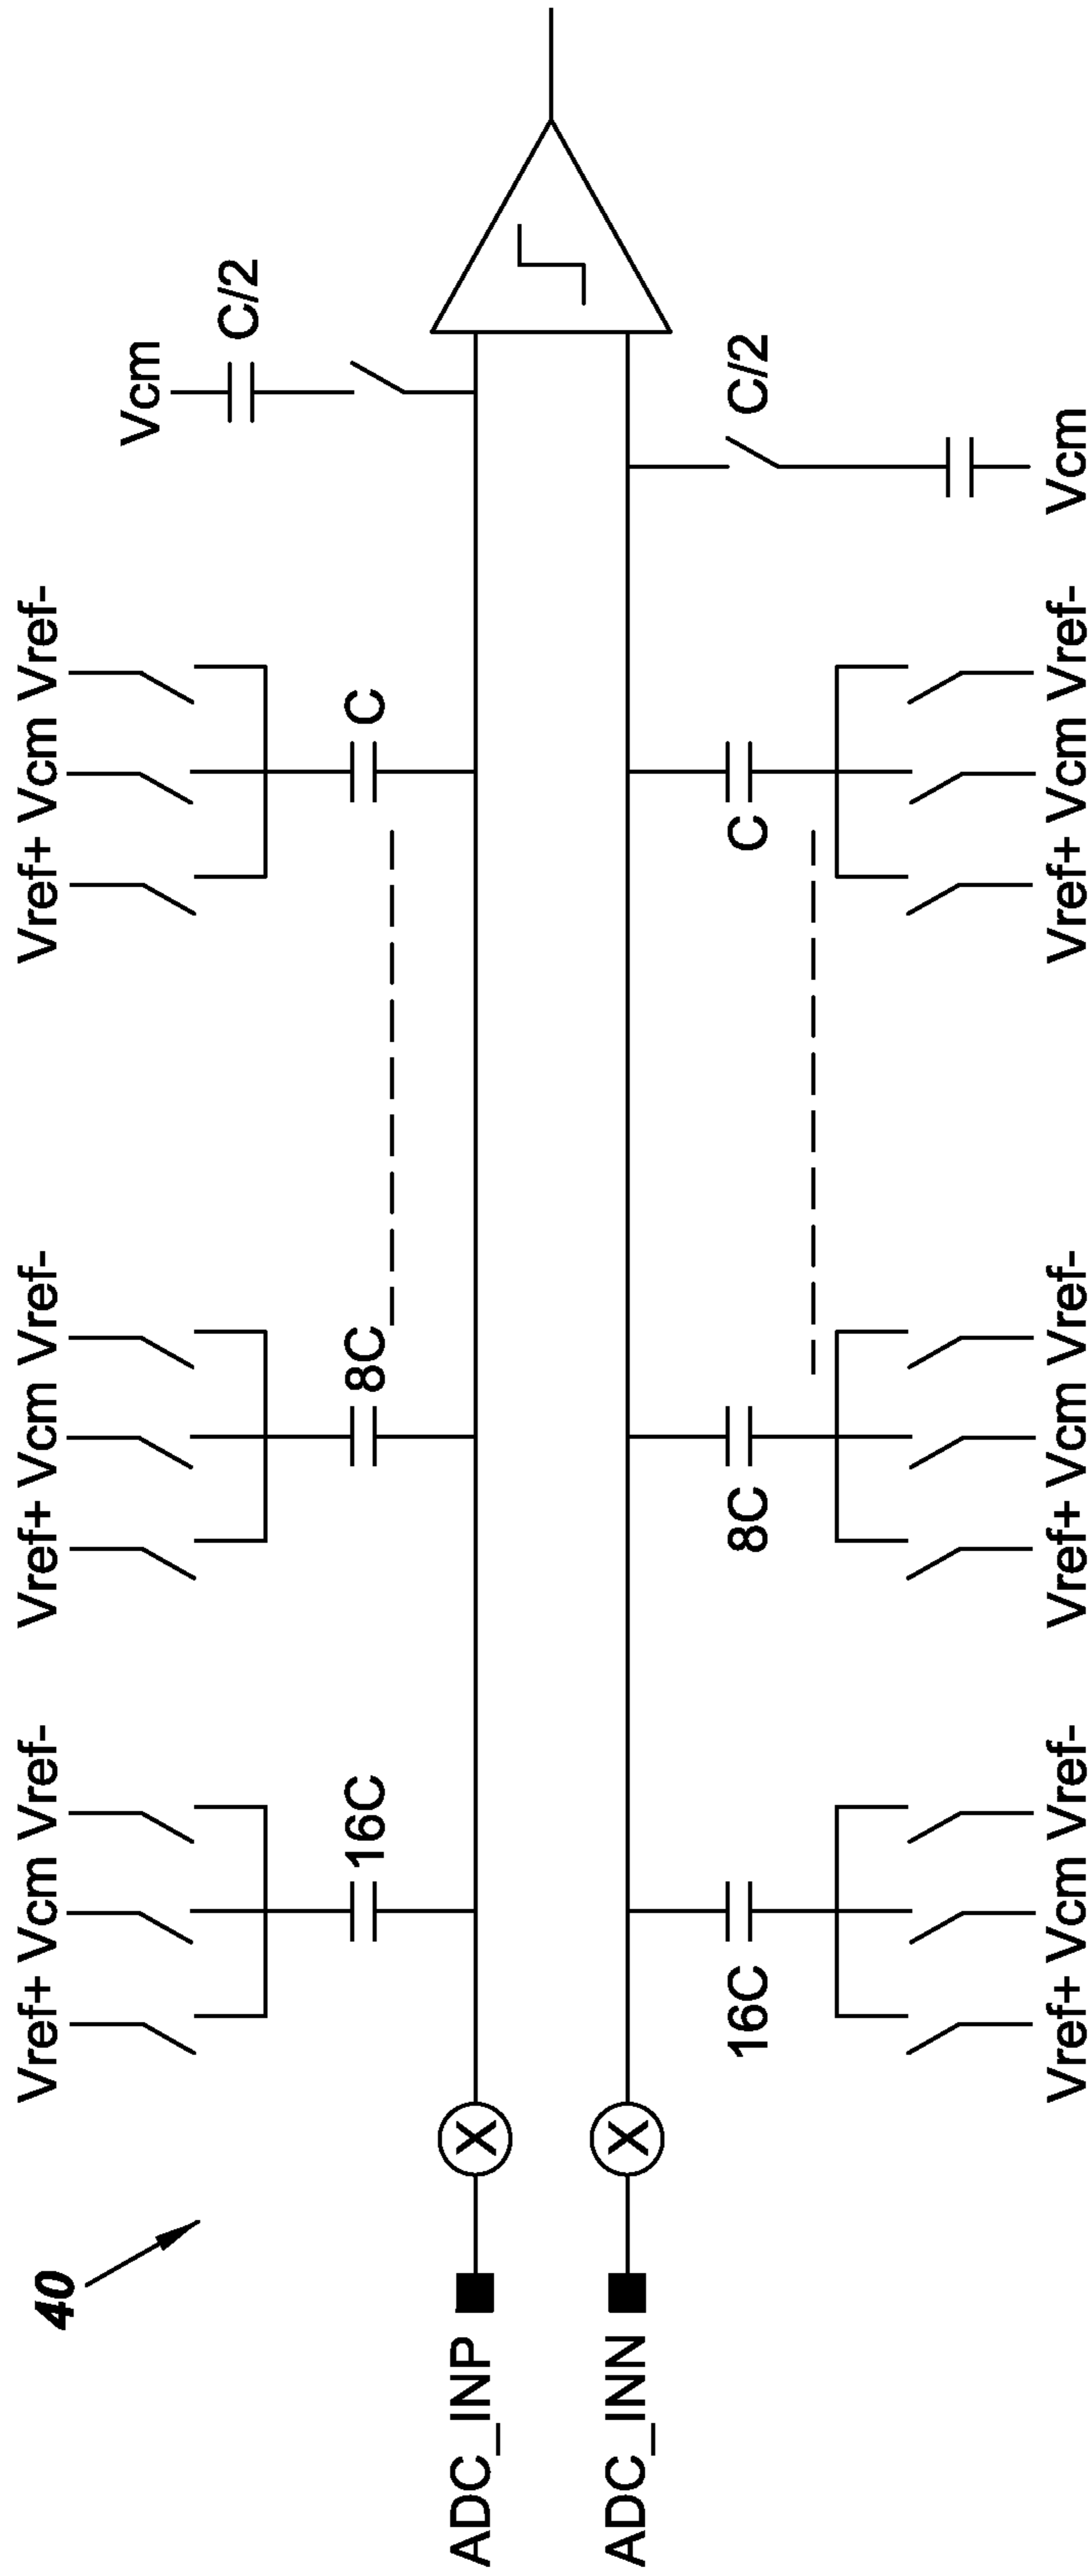 40
Vref+ Vcm Vref-
Vref+ Vcm Vref-
Vref+ Vcm Vref-
Vcm
C/2
16C
8C
C
ADC_INP
X
ADC_INN
X
16C
8C
C
C/2
Vref+ Vcm Vref-
Vref+ Vcm Vref-
Vref+ Vcm Vref-
Vcm